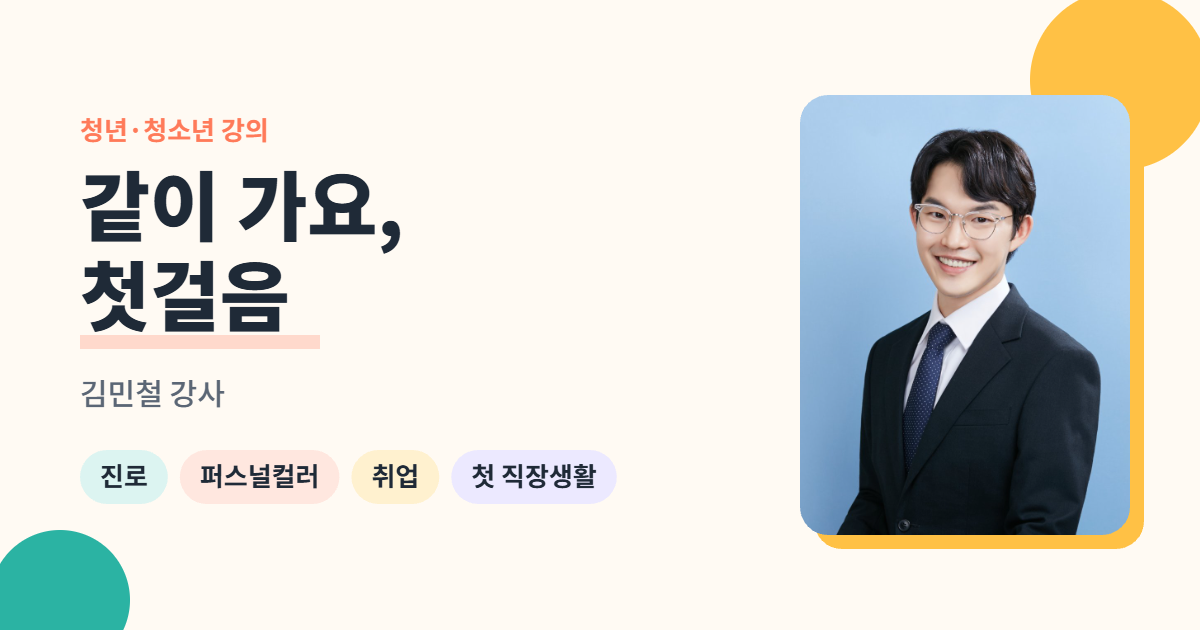 청년·청소년 강의
같이 가요,
첫걸음
김민철 강사
진로 퍼스널컬러 취업 첫 직장생활